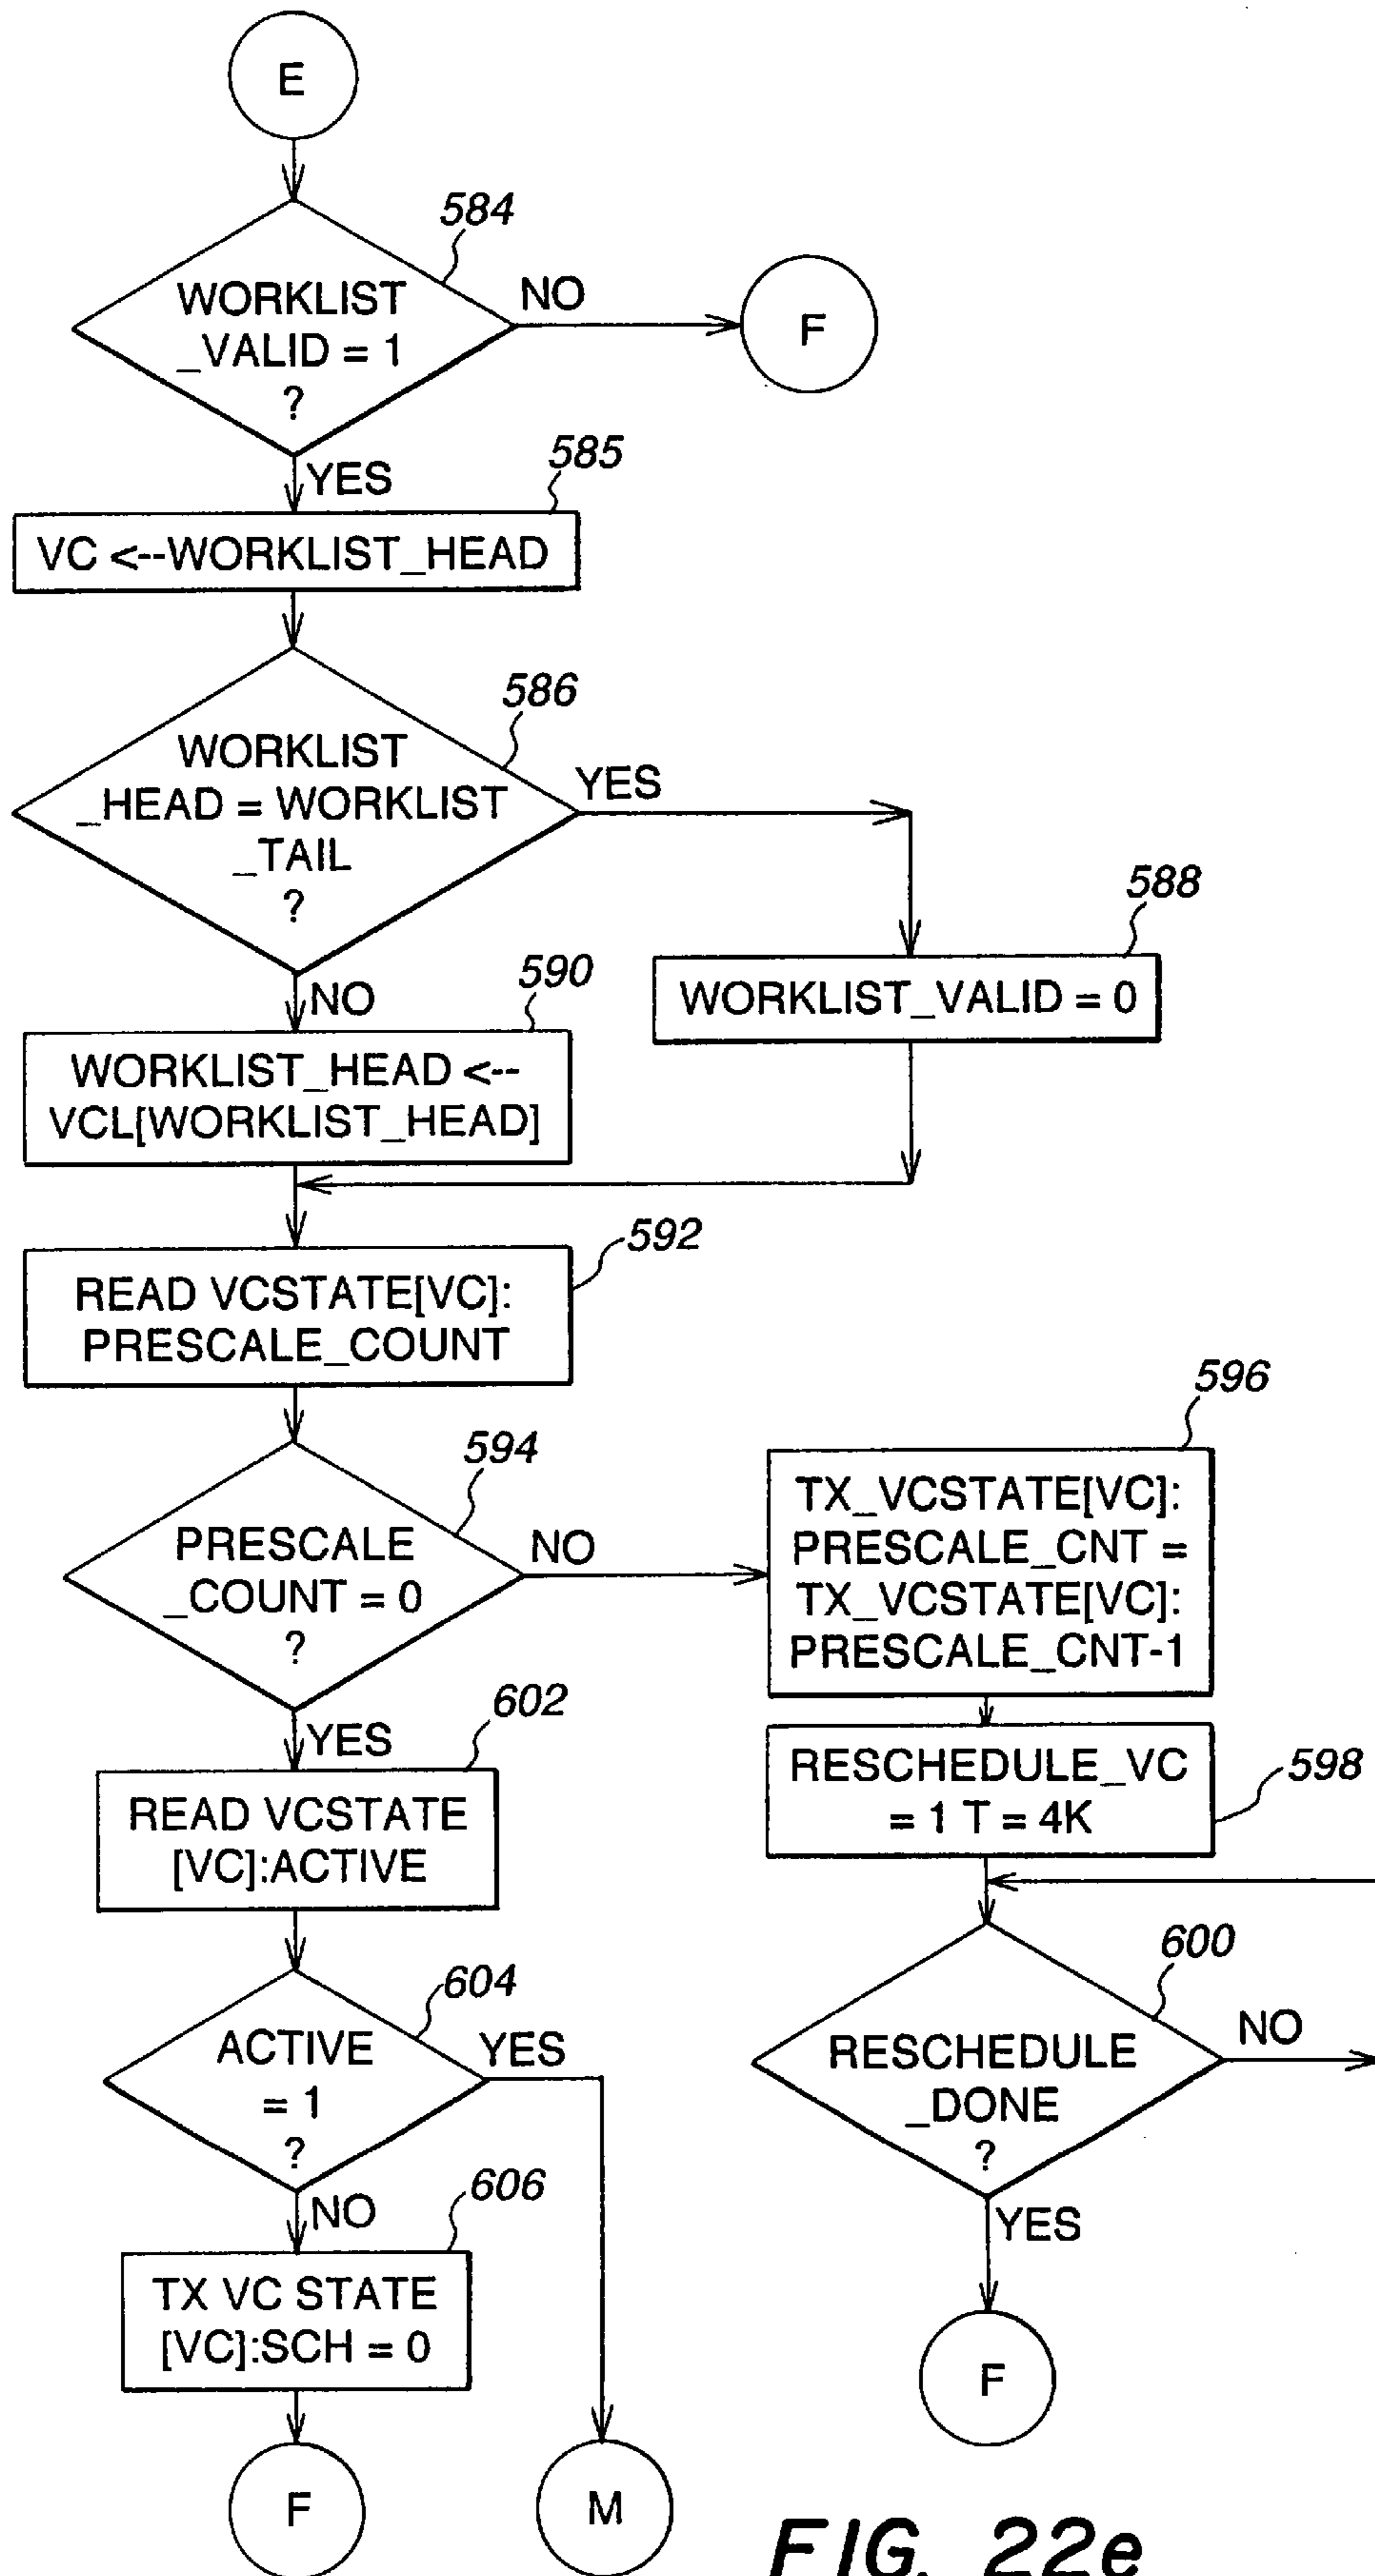 E
584
WORKLIST
_VALID = 1
?
NO
F
YES
585
VC <--WORKLIST_HEAD
586
WORKLIST
_HEAD = WORKLIST
_TAIL
?
YES
588
WORKLIST_VALID = 0
NO
590
WORKLIST_HEAD <--
VCL[WORKLIST_HEAD]
592
READ VCSTATE[VC]:
PRESCALE_COUNT
594
PRESCALE
_COUNT = 0
?
NO
596
TX_VCSTATE[VC]:
PRESCALE_CNT =
TX_VCSTATE[VC]:
PRESCALE_CNT-1
598
RESCHEDULE_VC
= 1 T = 4K
600
RESCHEDULE
_DONE
?
NO
YES
F
YES
602
READ VCSTATE
[VC]:ACTIVE
604
ACTIVE
= 1
?
YES
NO
606
TX VC STATE
[VC]:SCH = 0
F
M
FIG. 22e